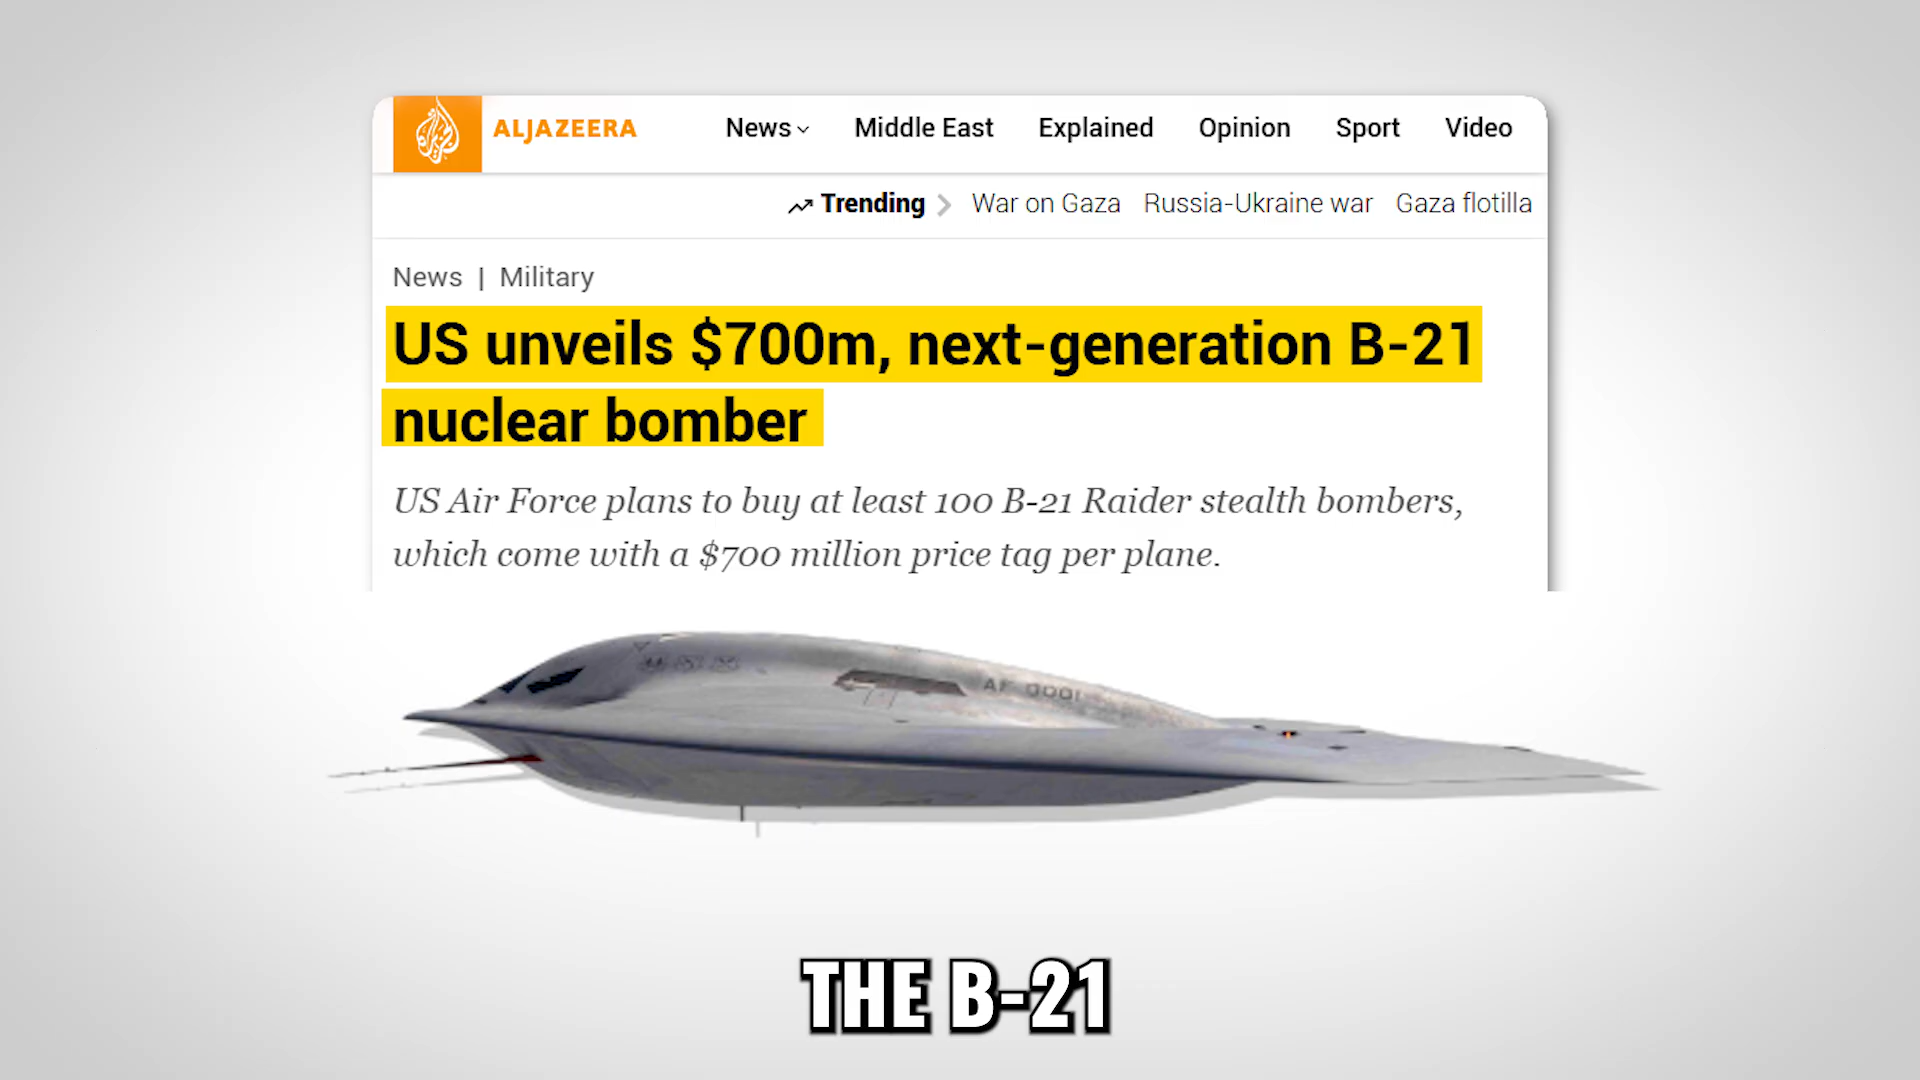 ALJAZEERA
News Middle East Explained Opinion Sport Video
Trending War on Gaza Russia-Ukraine war Gaza flotilla
News | Military
US unveils $700m, next-generation B-21
nuclear bomber
US Air Force plans to buy at least 100 B-21 Raider stealth bombers,
which come with a $700 million price tag per plane.
AF 0001
THE B-21